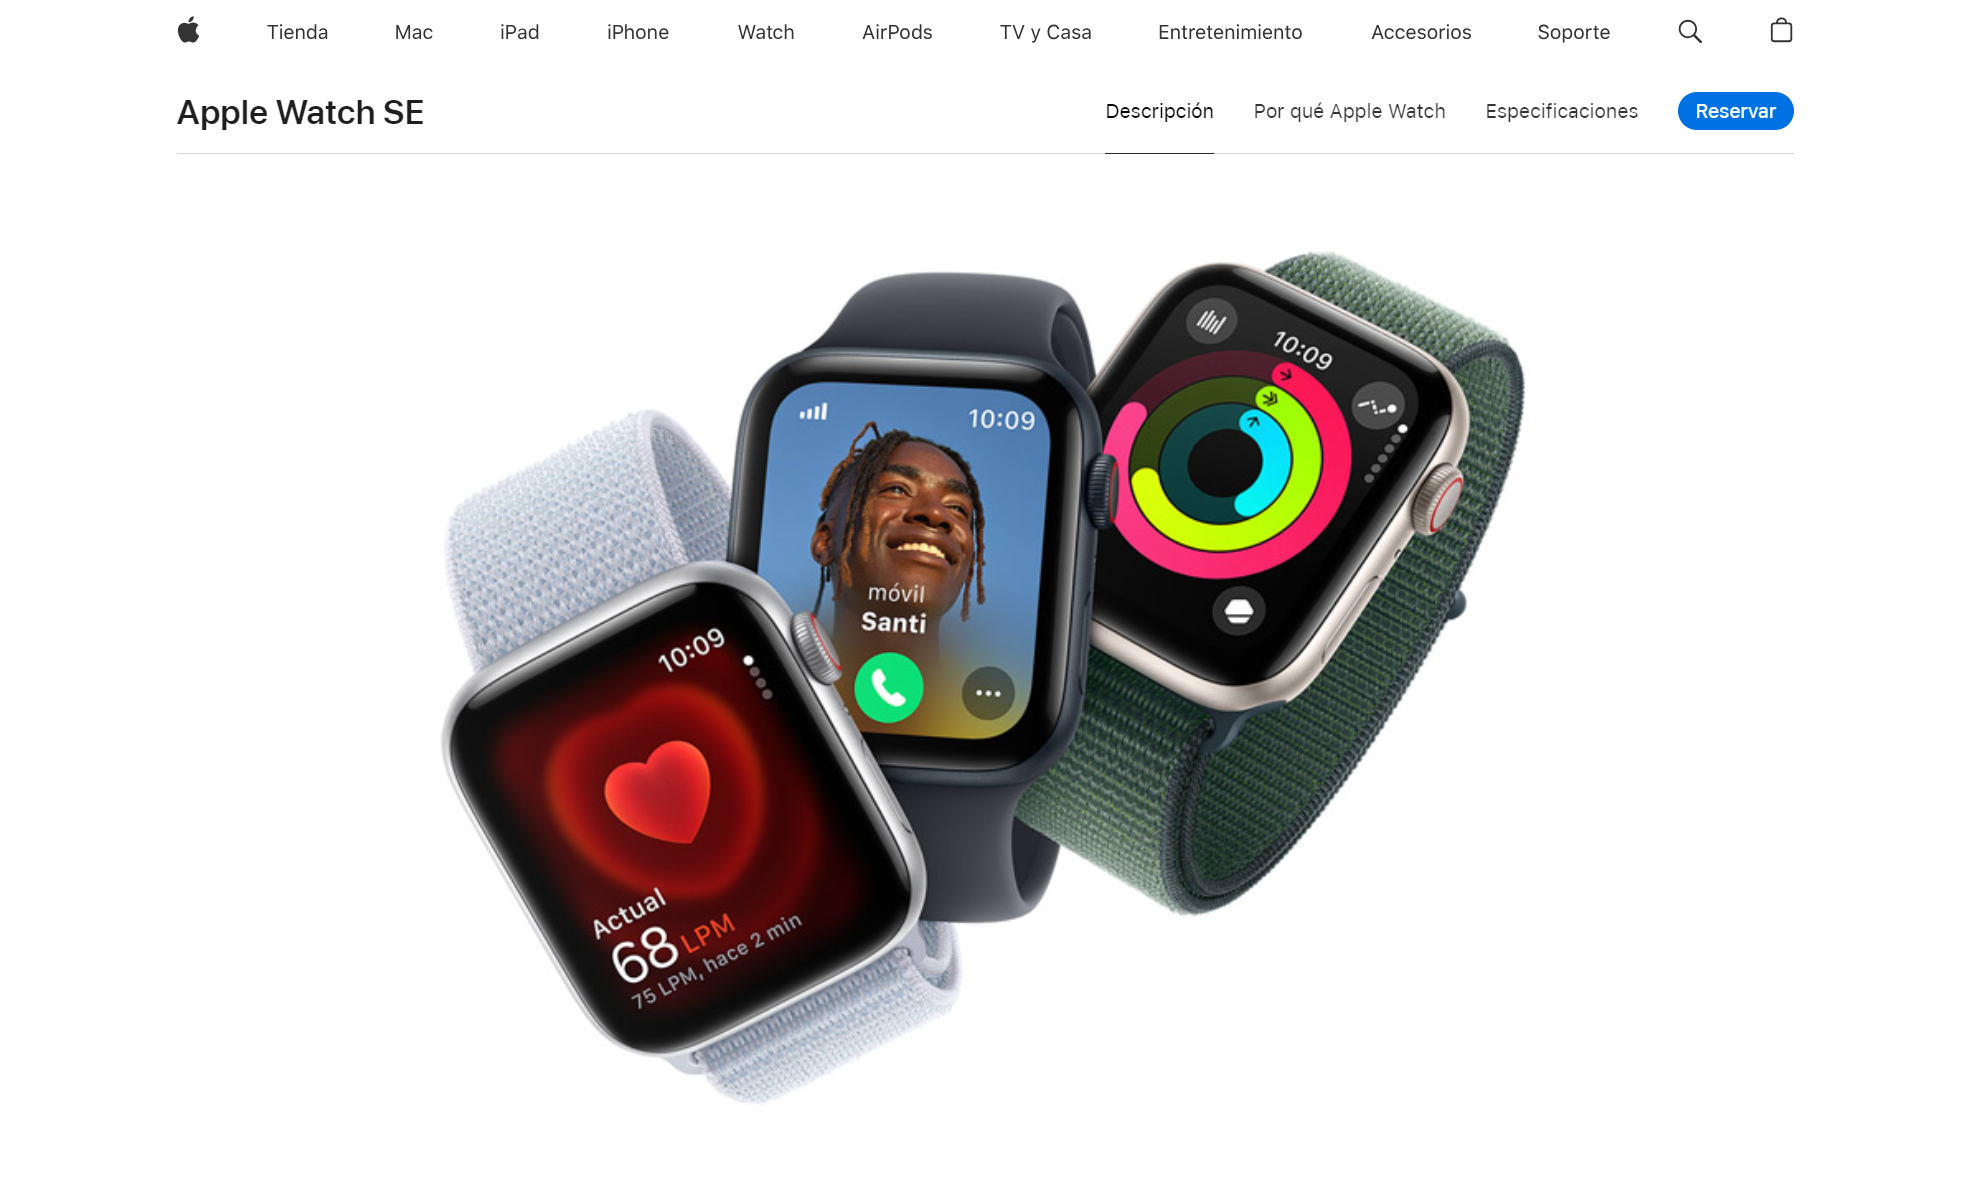 Tienda
Mac
iPad
iPhone
Watch
AirPods
TV y Casa
Entretenimiento
Accesorios
Soporte
Apple Watch SE
Descripción
Por qué Apple Watch
Especificaciones
Reservar
10:09
Actual
68 LPM
75 LPM, hace 2 min
10:09
móvil
Santi
10:09